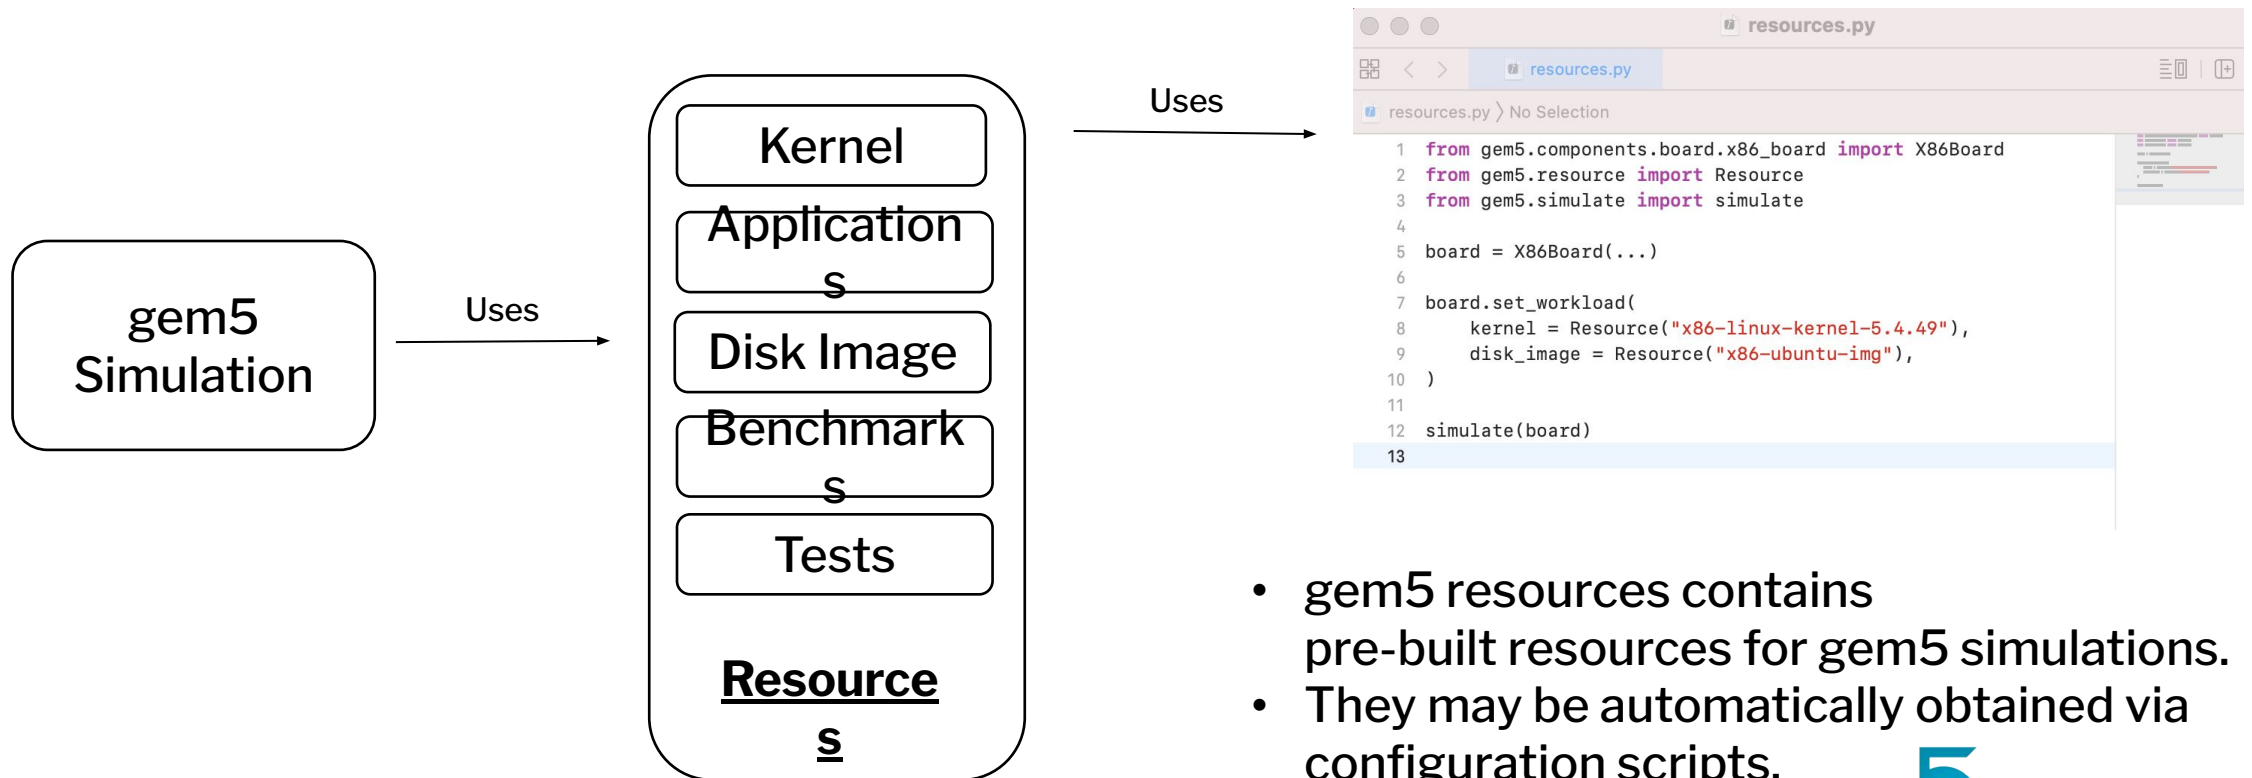 gem5
Simulation
Uses
Kernel
Application
s
Disk Image
Benchmark
s
Tests
Resource
s
Uses
resources.py
resources.py
resources.py 〉 No Selection
1 from gem5.components.board.x86_board import X86Board
2 from gem5.resource import Resource
3 from gem5.simulate import simulate
4
5 board = X86Board(...)
6
7 board.set_workload(
8     kernel = Resource("x86-linux-kernel-5.4.49"),
9     disk_image = Resource("x86-ubuntu-img"),
10 )
11
12 simulate(board)
13
• gem5 resources contains
pre-built resources for gem5 simulations.
• They may be automatically obtained via
configuration scripts.
5